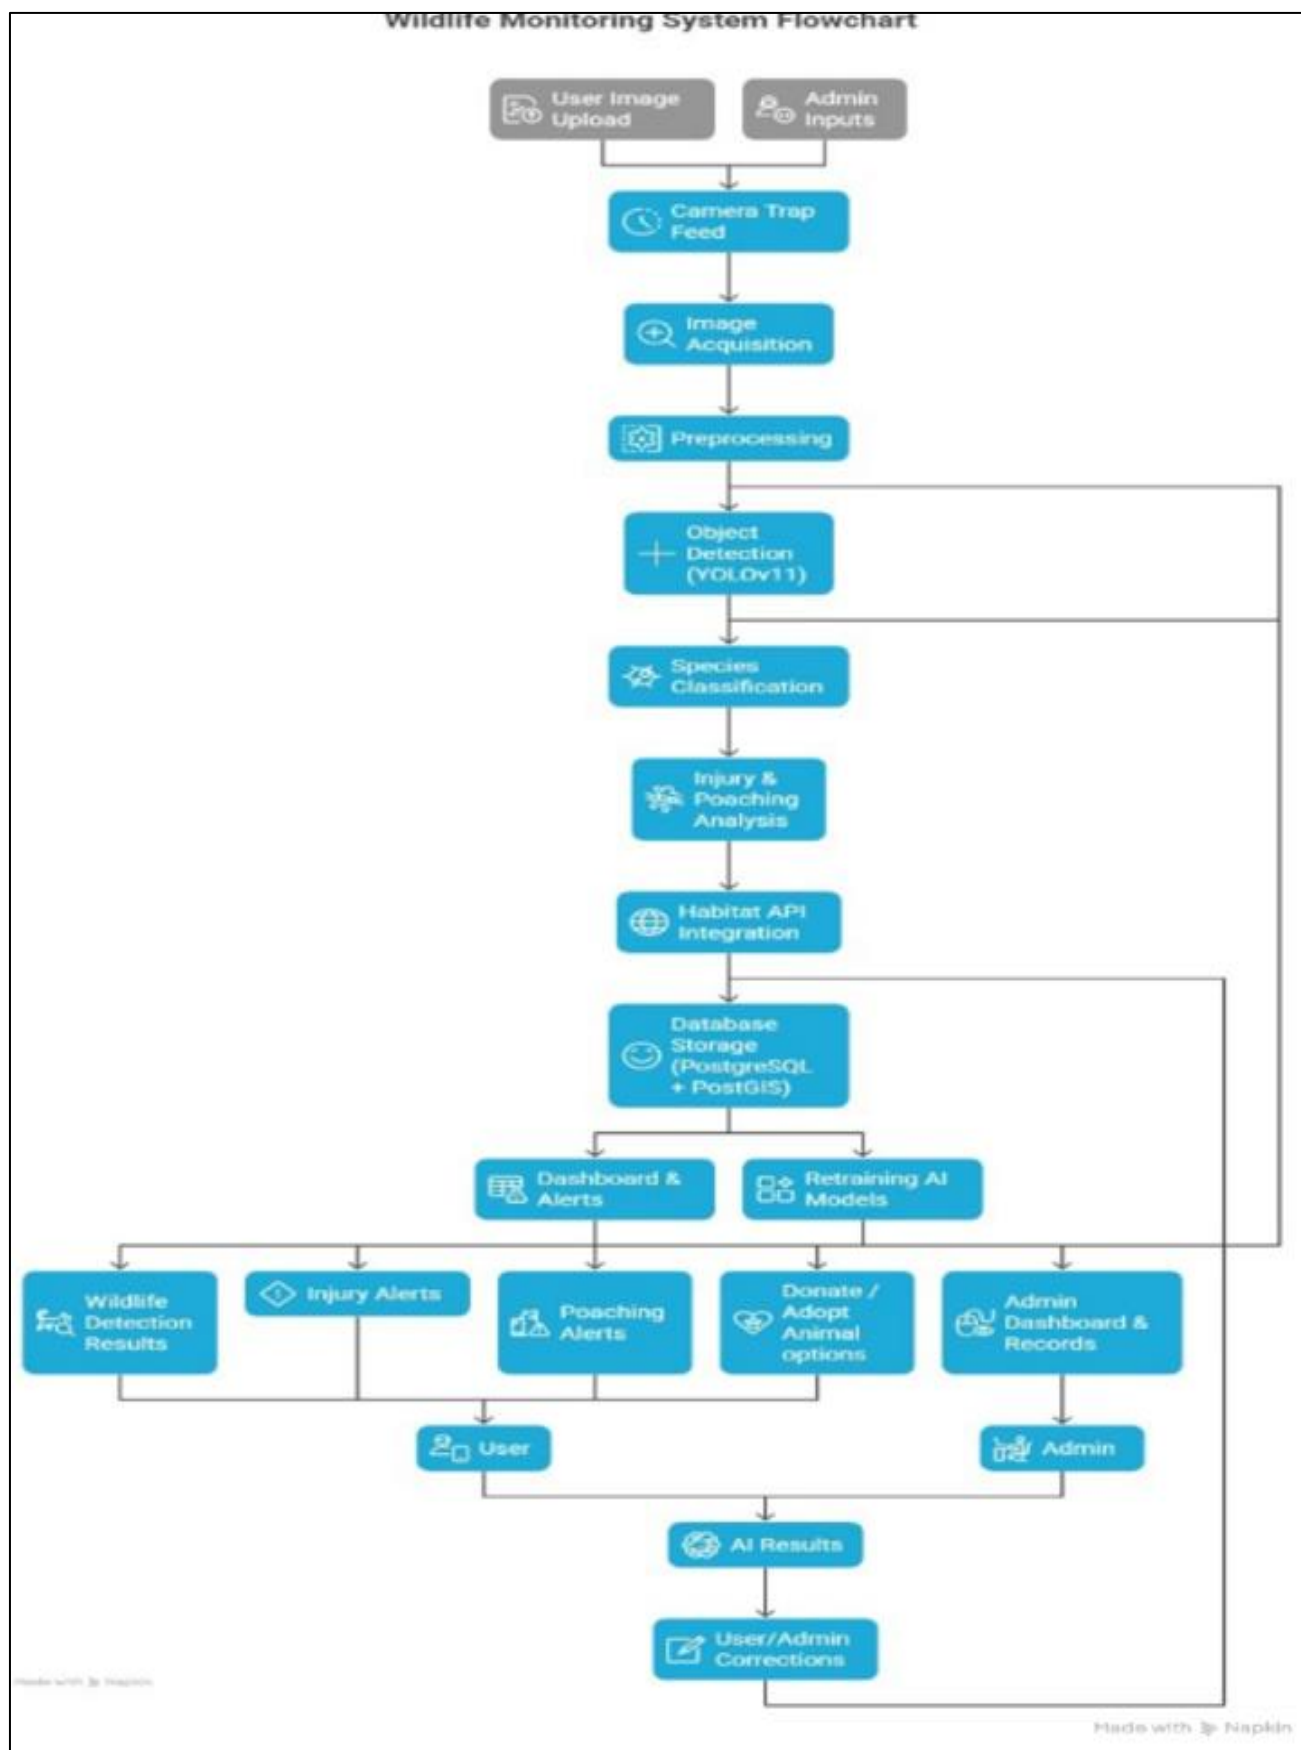 Wildlife Monitoring System Flowchart
User Image
Upload
Admin
Inputs
Camera Trap
Feed
Image
Acquisition
Preprocessing
Object
Detection
(YOLOv11)
Species
Classification
Injury &
Poaching
Analysis
Habitat API
Integration
Database
Storage
(PostgreSQL
+ PostGIS)
Dashboard &
Alerts
Retraining AI
Models
Wildlife
Detection
Results
Injury Alerts
Poaching
Alerts
Donate /
Adopt
Animal
options
Admin
Dashboard &
Records
User
Admin
AI Results
User/Admin
Corrections
Made with Napkin
Made with Napkin